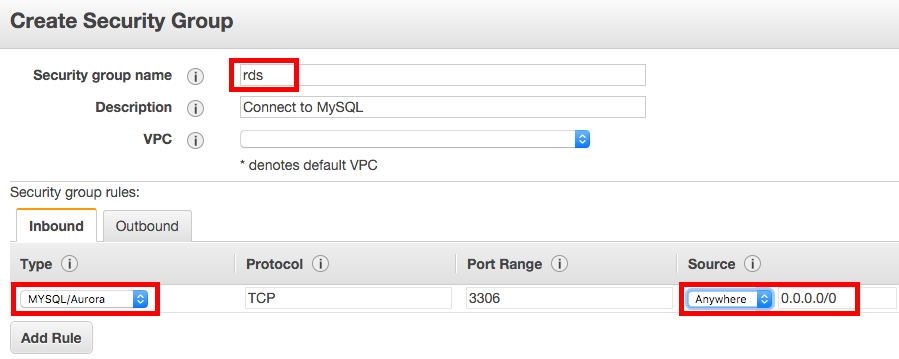 Create Security Group
Security group name i rds
Description i Connect to MySQL
VPC i
* denotes default VPC
Security group rules:
Inbound Outbound
Type i Protocol i Port Range i Source i
MYSQL/Aurora TCP 3306 Anywhere 0.0.0.0/0
Add Rule